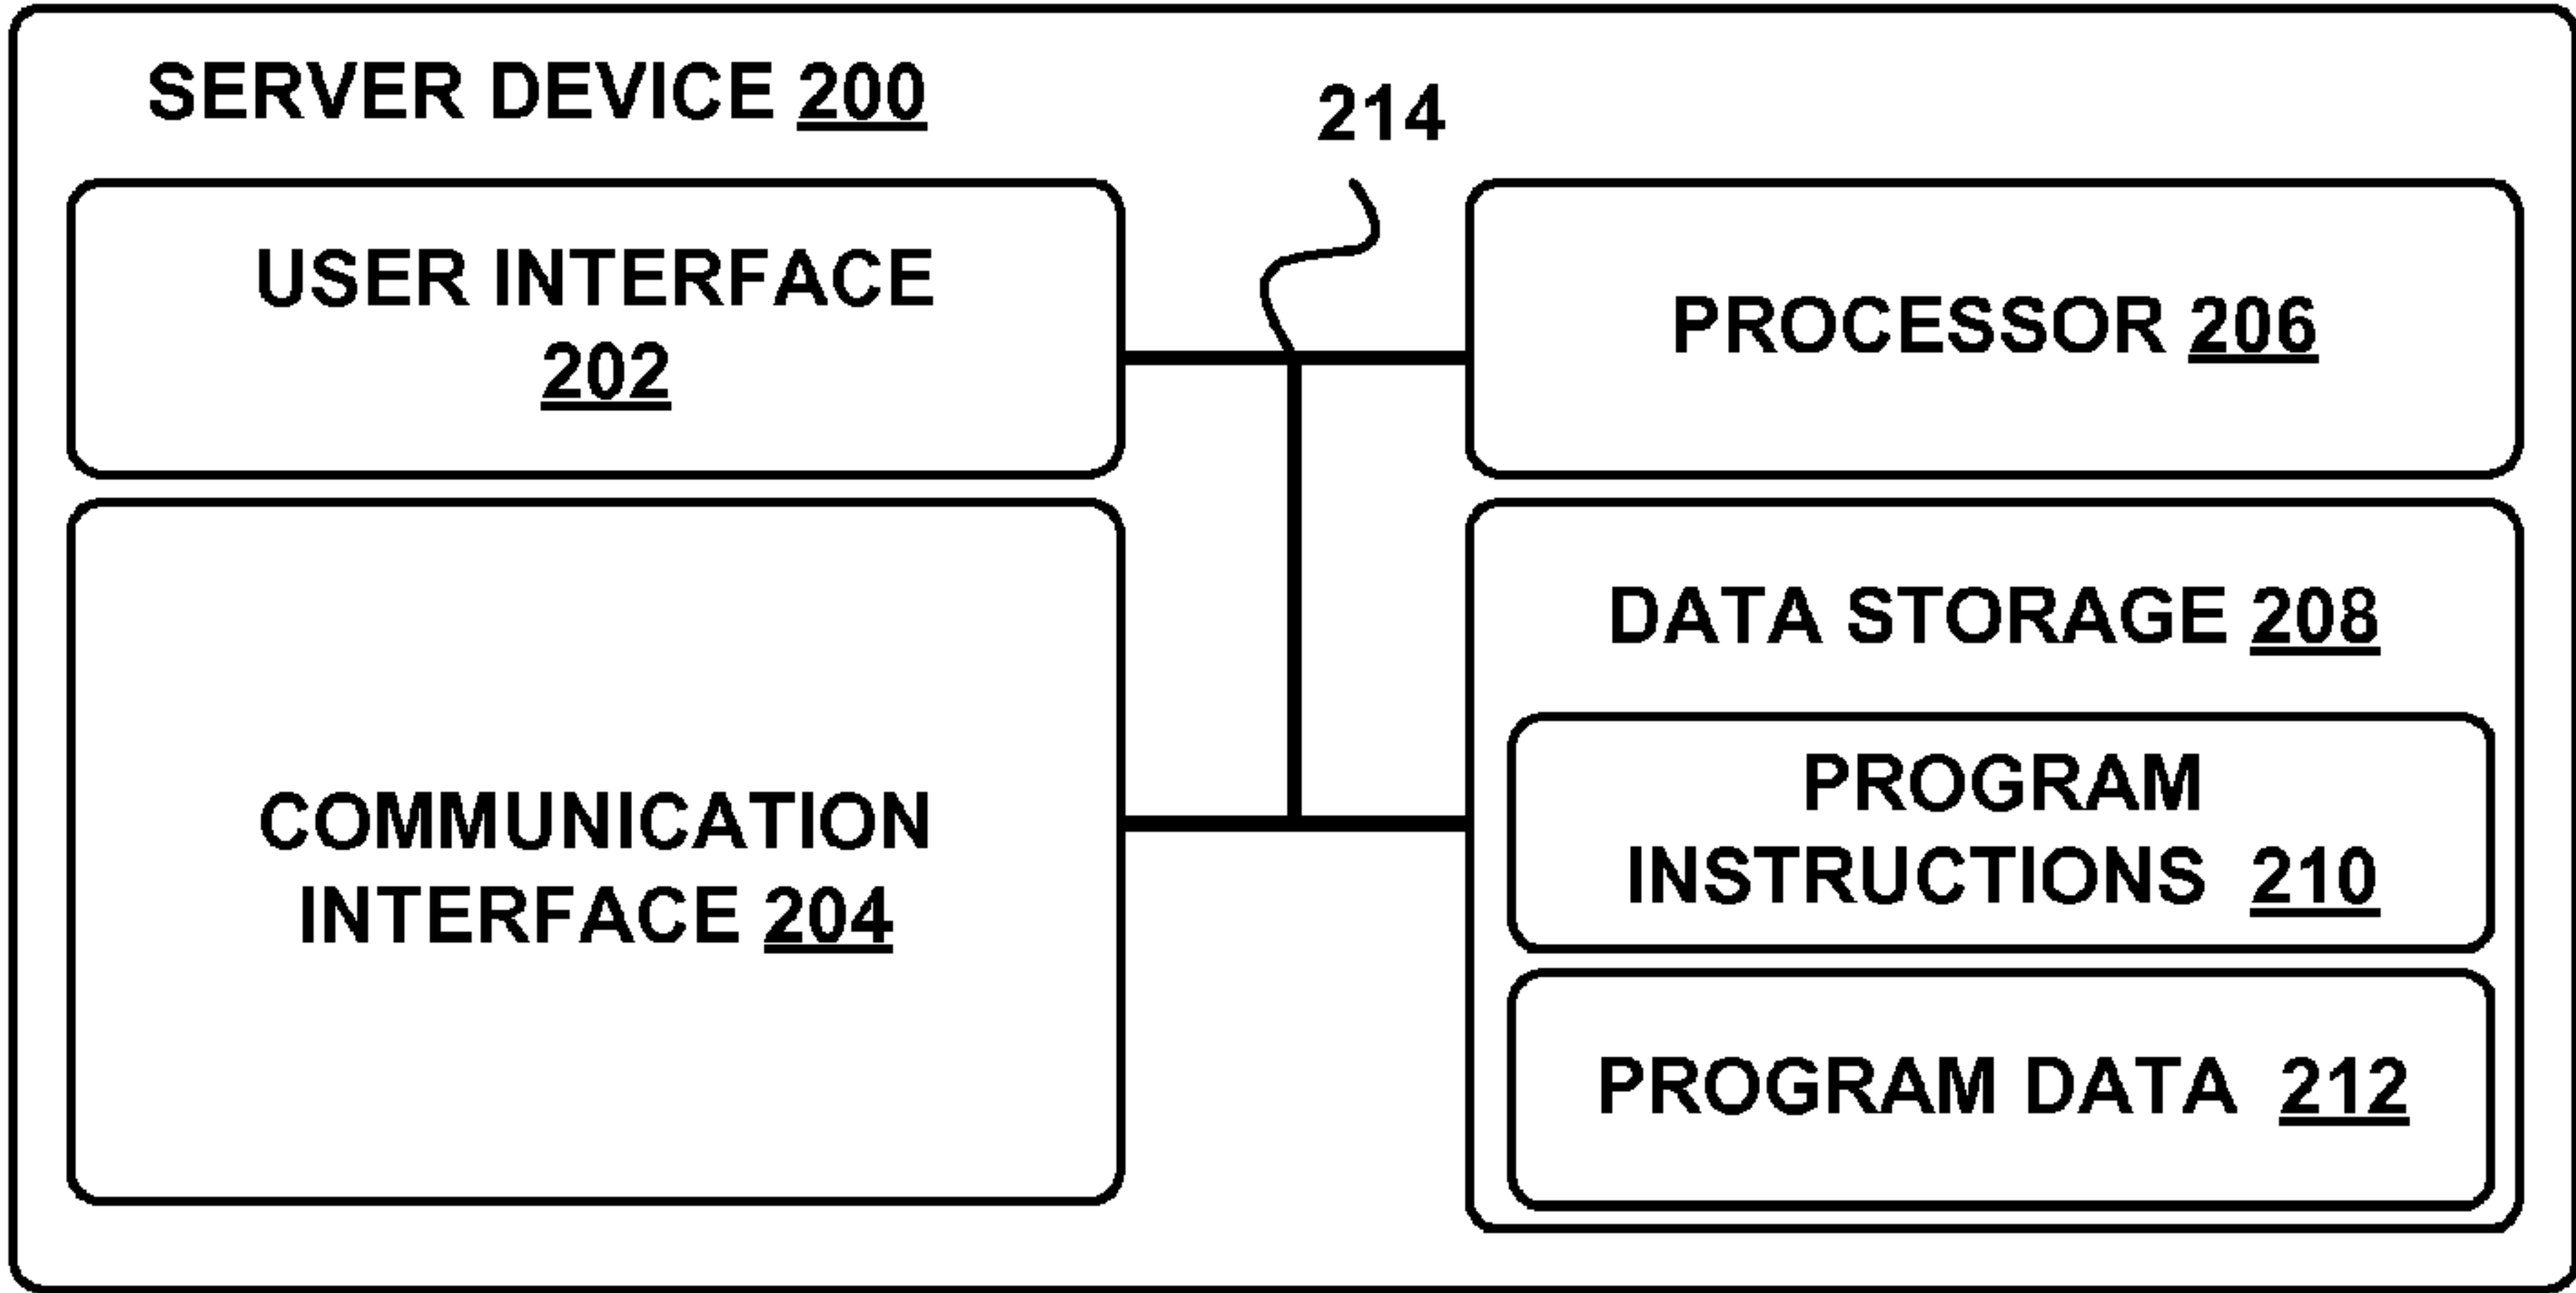 SERVER DEVICE 200
214
USER INTERFACE
202
PROCESSOR 206
COMMUNICATION
INTERFACE 204
DATA STORAGE 208
PROGRAM
INSTRUCTIONS 210
PROGRAM DATA 212